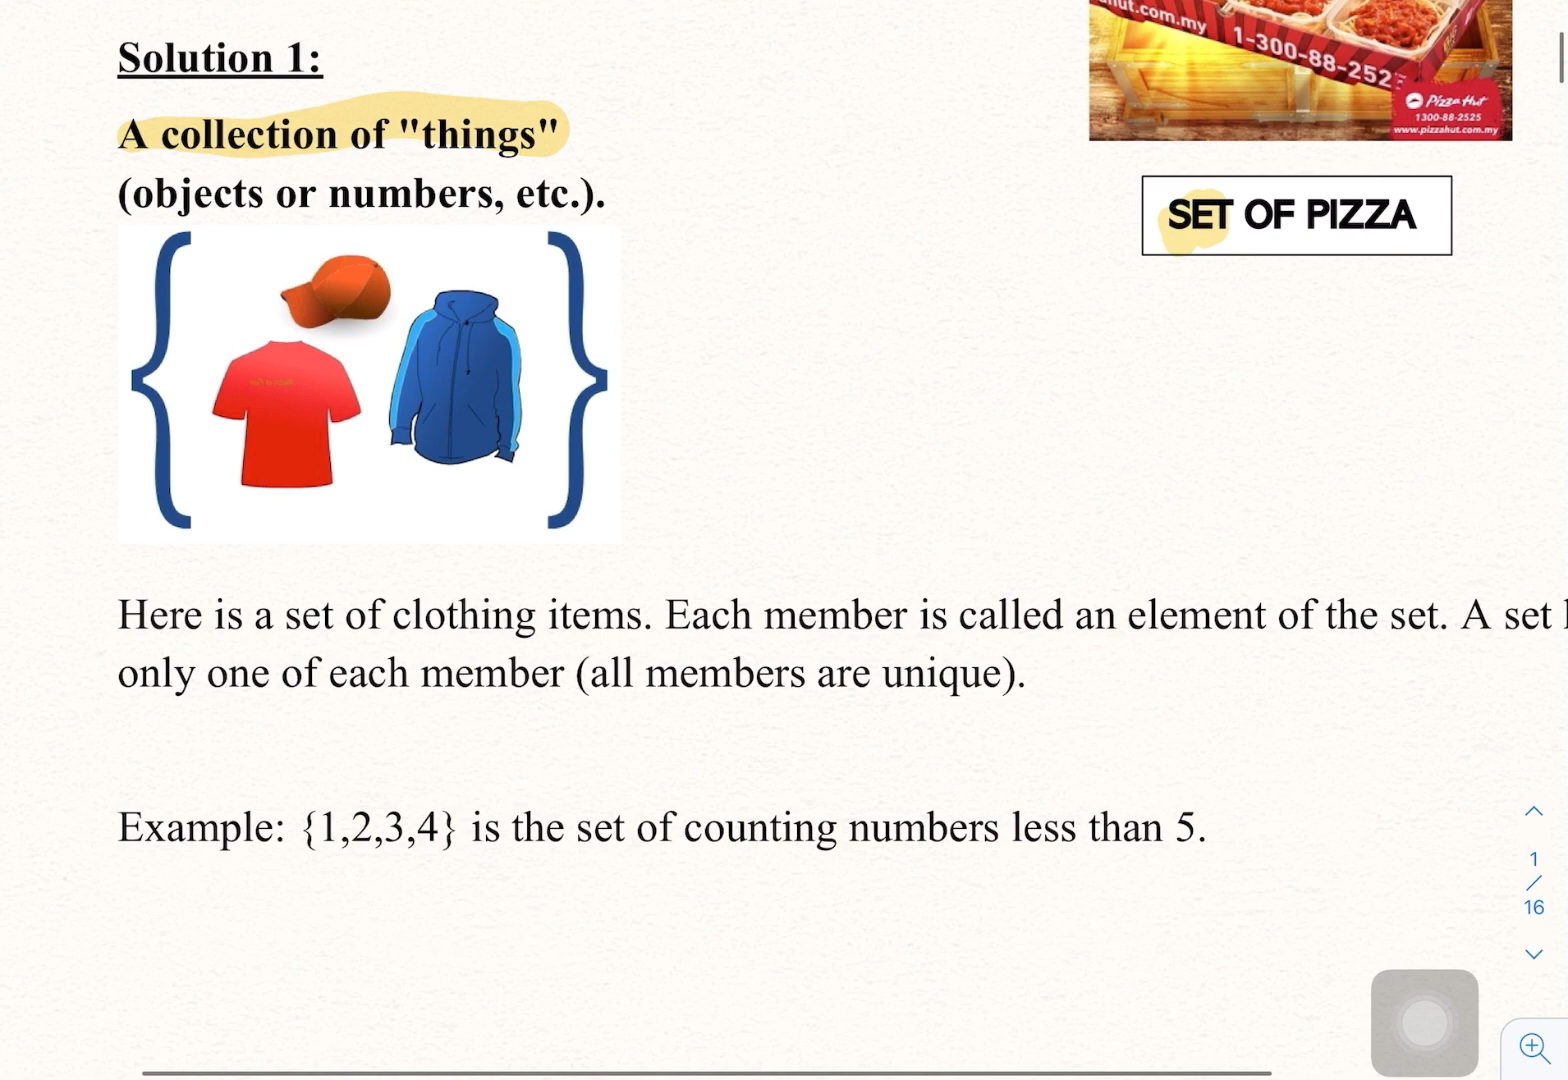 Solution 1:
A collection of "things"
(objects or numbers, etc.).
.com.my
1-300-88-252
Pizza Hut
1300-88-2525
www.pizzahut.com.my
SET OF PIZZA
Here is a set of clothing items. Each member is called an element of the set. A set
only one of each member (all members are unique).
Example: {1,2,3,4} is the set of counting numbers less than 5.
1
/
16